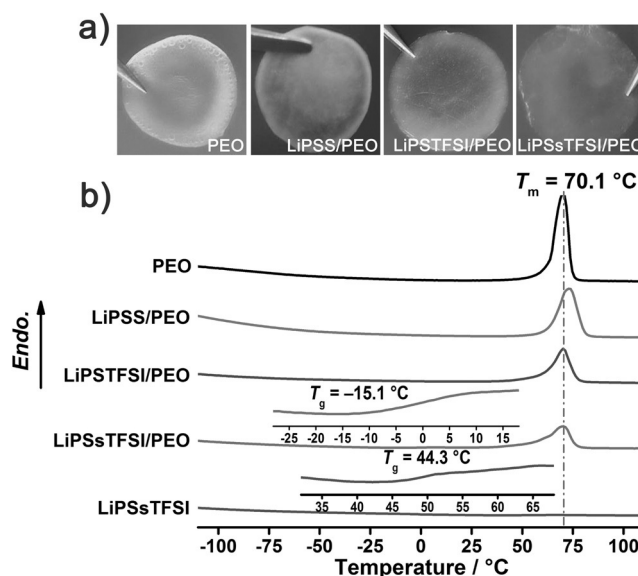 a)
PEO
LiPSS/PEO
LiPSTFSI/PEO
LiPSsTFSI/PEO
Tm = 70.1 °C
b)
PEO
LiPSS/PEO
LiPSTFSI/PEO
Tg = –15.1 °C
-25 -20 -15 -10 -5 0 5 10 15
LiPSsTFSI/PEO
Tg = 44.3 °C
35 40 45 50 55 60 65
LiPSsTFSI
Endo.
-100 -75 -50 -25 0 25 50 75 100
Temperature / °C